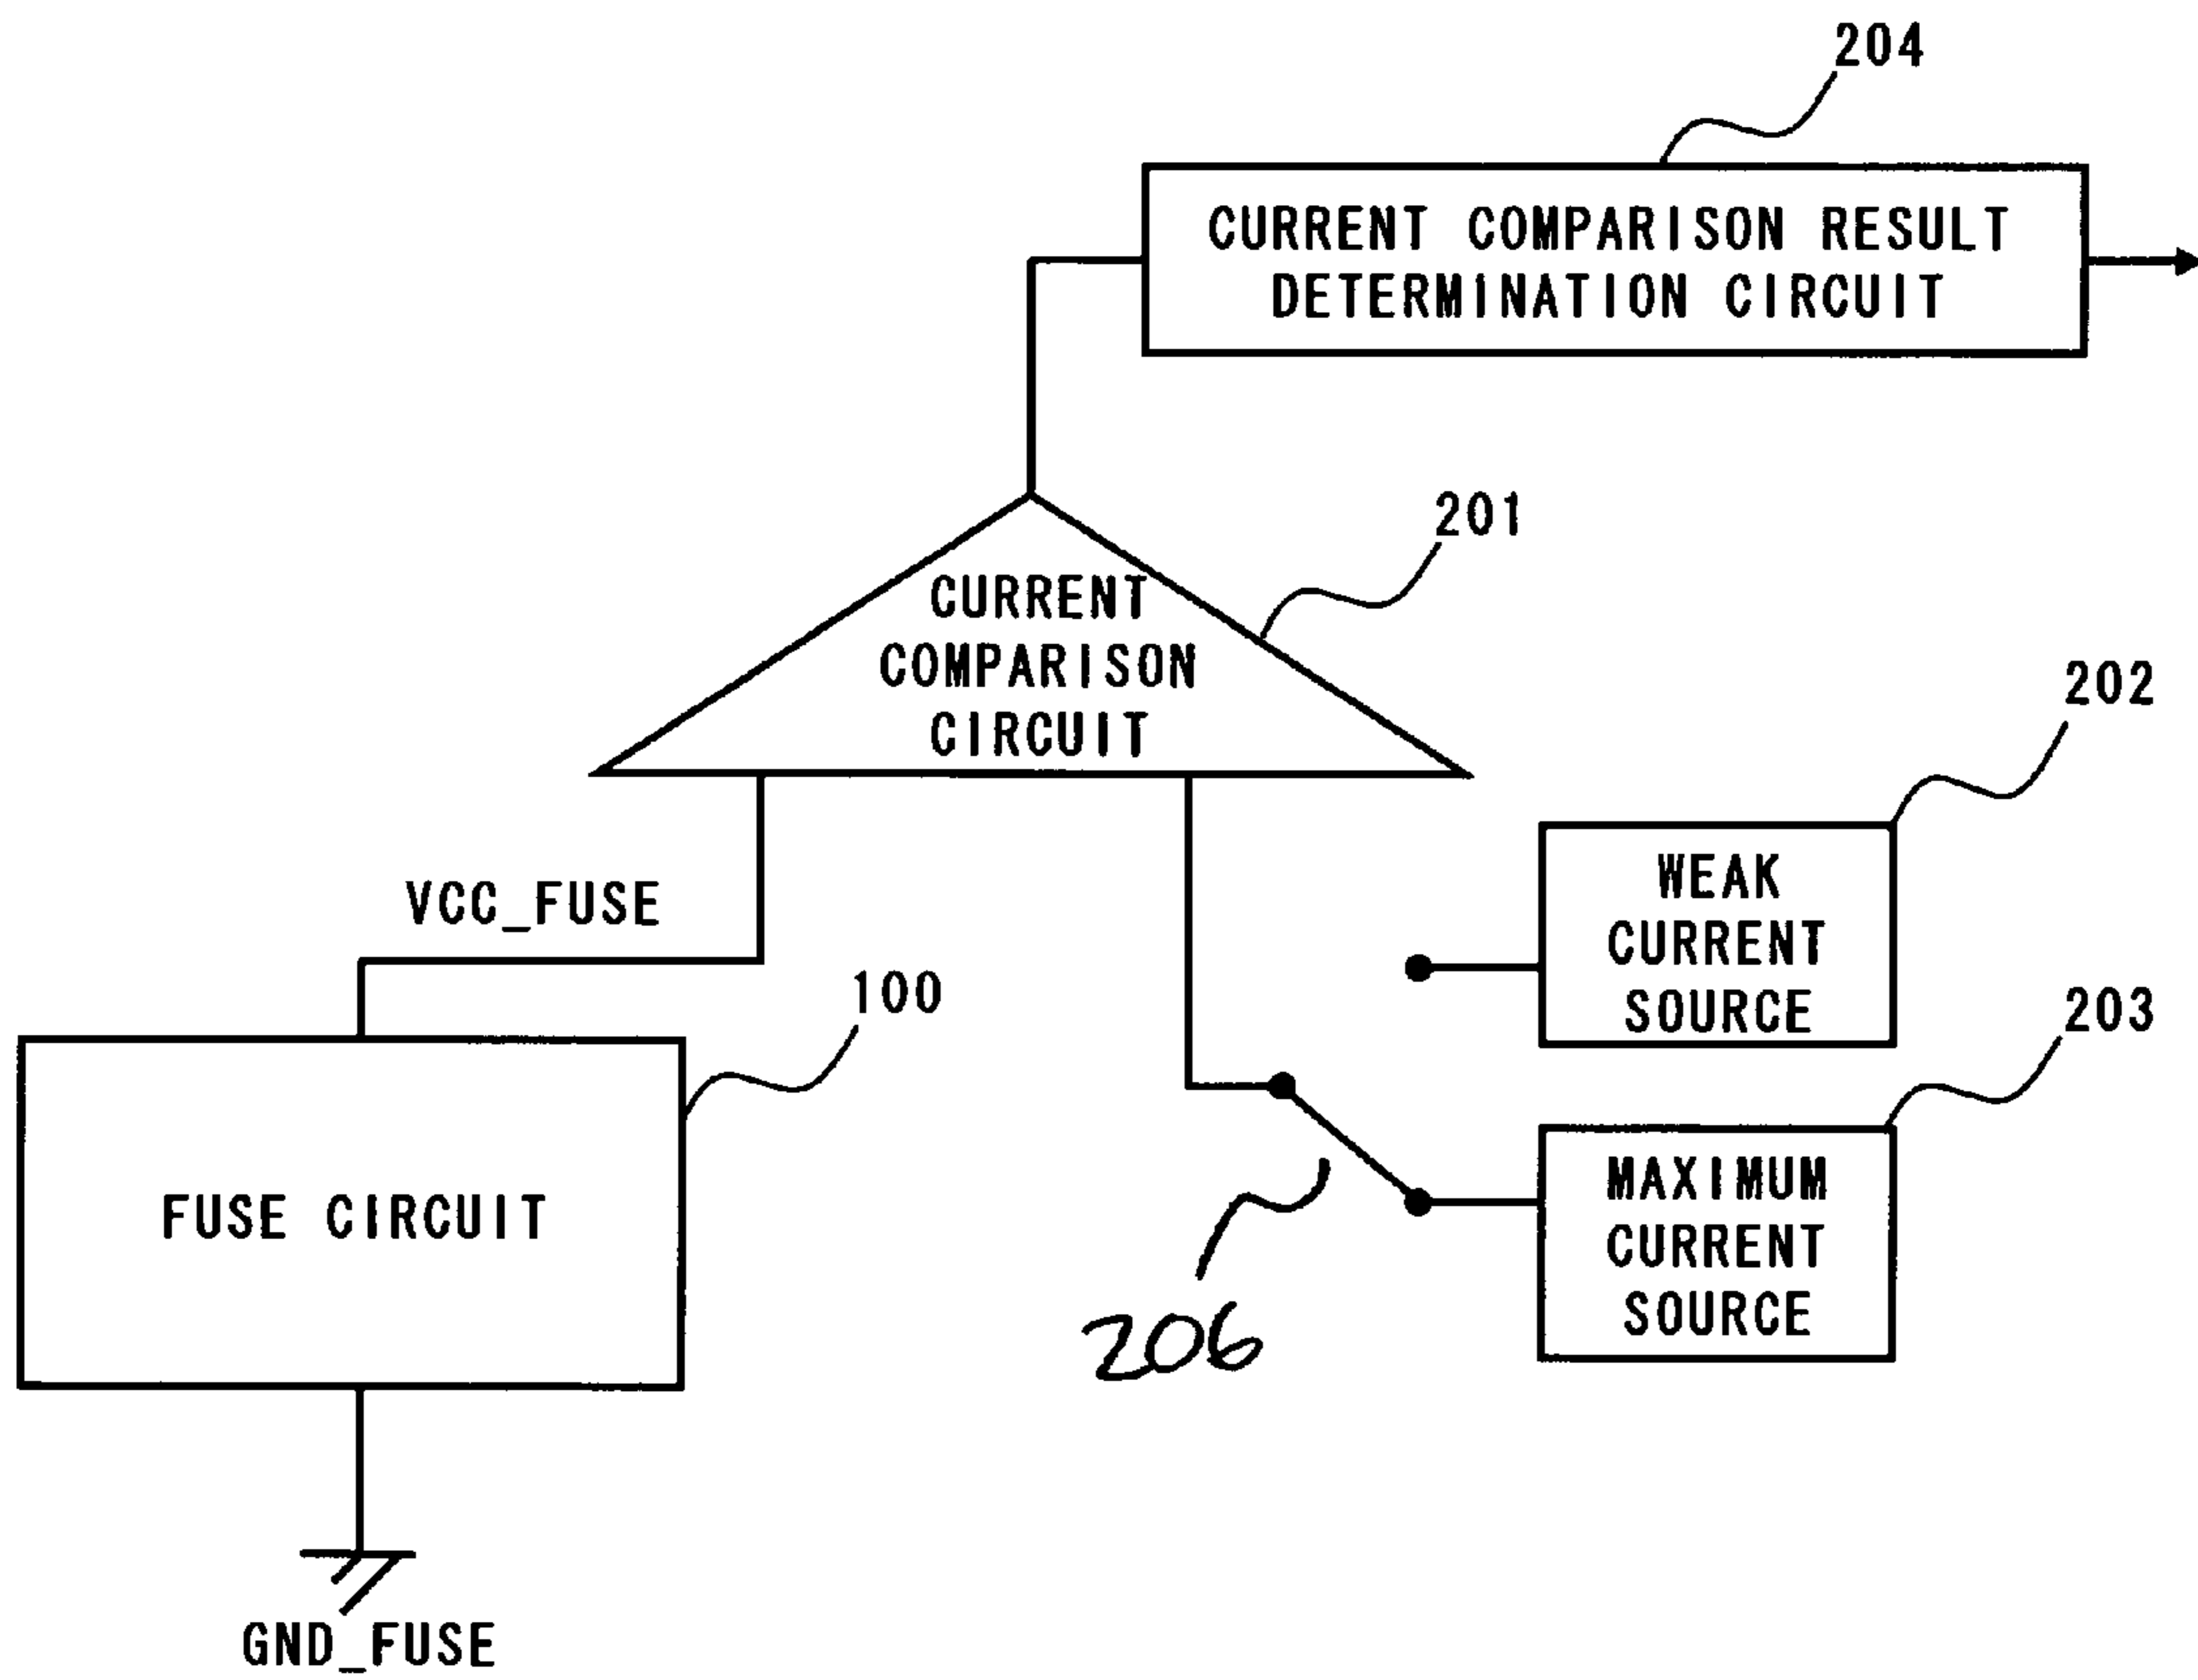 204
CURRENT COMPARISON RESULT
DETERMINATION CIRCUIT
201
CURRENT
COMPARISON
CIRCUIT
202
WEAK
CURRENT
SOURCE
VCC_FUSE
100
203
FUSE CIRCUIT
MAXIMUM
CURRENT
SOURCE
206
GND_FUSE